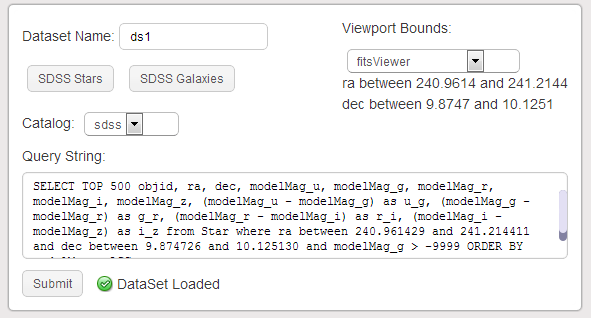 Dataset Name: ds1
SDSS Stars SDSS Galaxies
Catalog: sdss
Viewport Bounds:
fitsViewer
ra between 240.9614 and 241.2144
dec between 9.8747 and 10.1251
Query String:
SELECT TOP 500 objid, ra, dec, modelMag_u, modelMag_g, modelMag_r,
modelMag_i, modelMag_z, (modelMag_u - modelMag_g) as u_g, (modelMag_g -
modelMag_r) as g_r, (modelMag_r - modelMag_i) as r_i, (modelMag_i -
modelMag_z) as i_z from Star where ra between 240.961429 and 241.214411
and dec between 9.874726 and 10.125130 and modelMag_g > -9999 ORDER BY
Submit DataSet Loaded